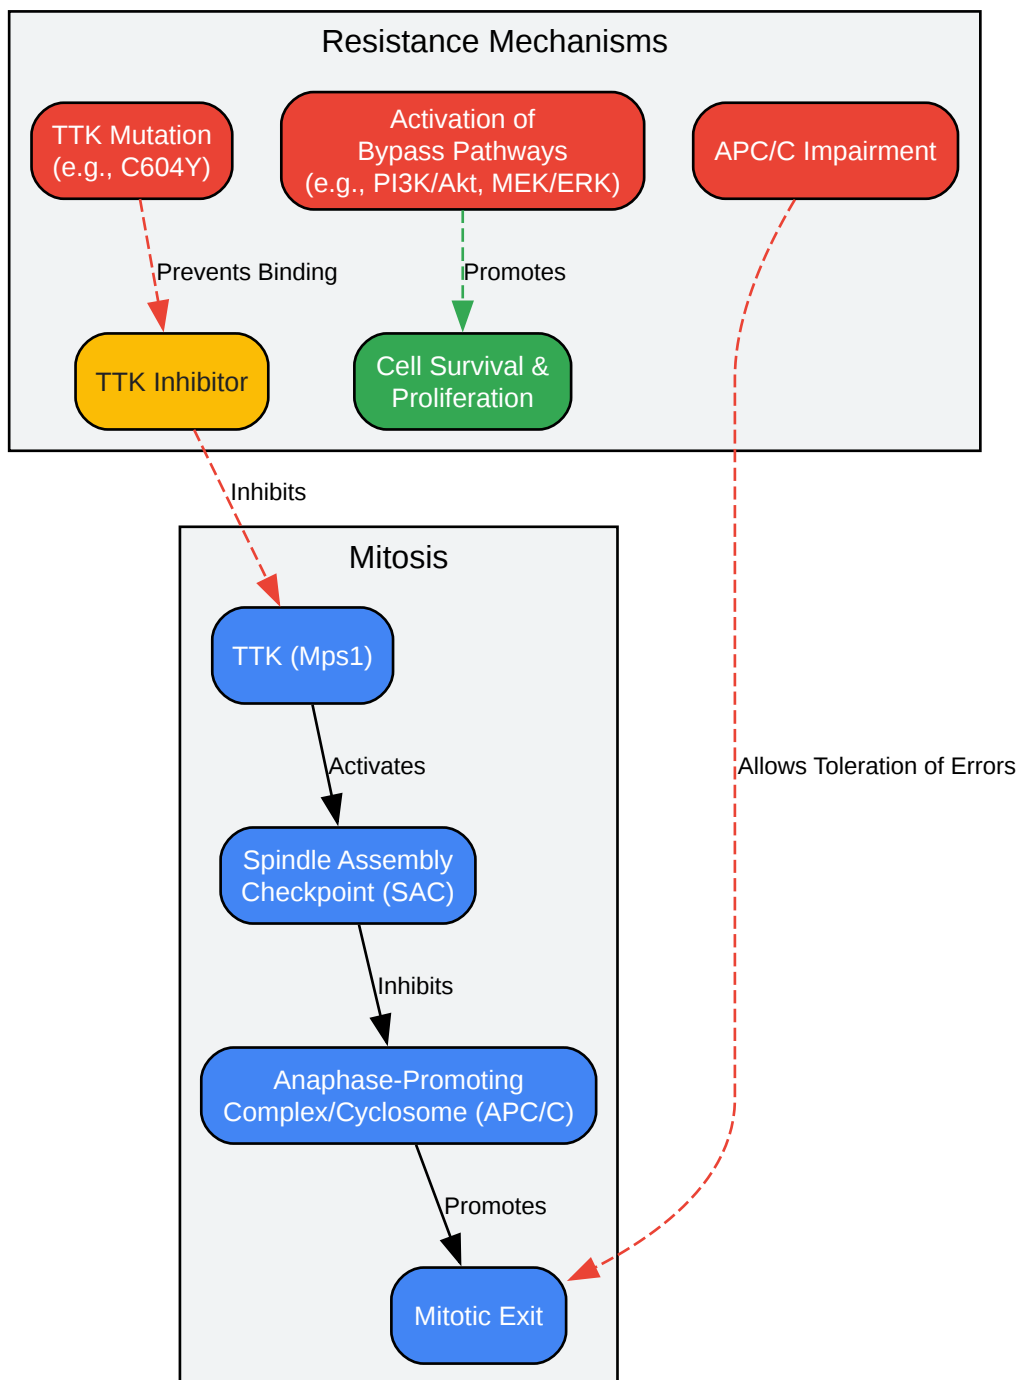 Resistance Mechanisms
TTK Mutation
(e.g., C604Y)
Activation of
Bypass Pathways
(e.g., PI3K/Akt, MEK/ERK)
APC/C Impairment
Prevents Binding
Promotes
TTK Inhibitor
Cell Survival &
Proliferation
Inhibits
Mitosis
TTK (Mps1)
Activates
Allows Toleration of Errors
Spindle Assembly
Checkpoint (SAC)
Inhibits
Anaphase-Promoting
Complex/Cyclosome (APC/C)
Promotes
Mitotic Exit